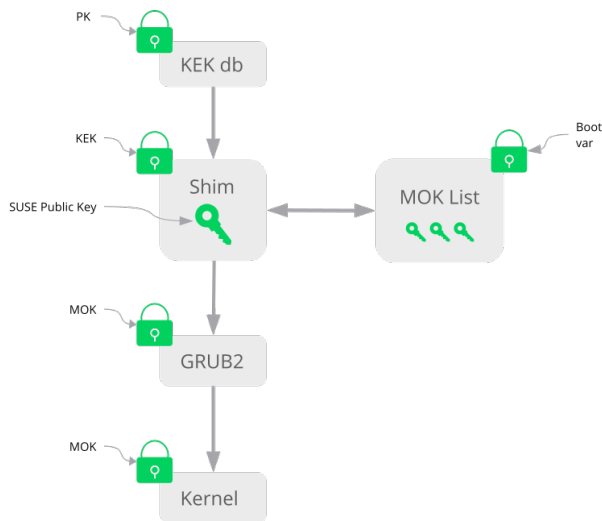 PK
KEK db
KEK
Shim
SUSE Public Key
Boot
var
MOK List
MOK
GRUB2
MOK
Kernel